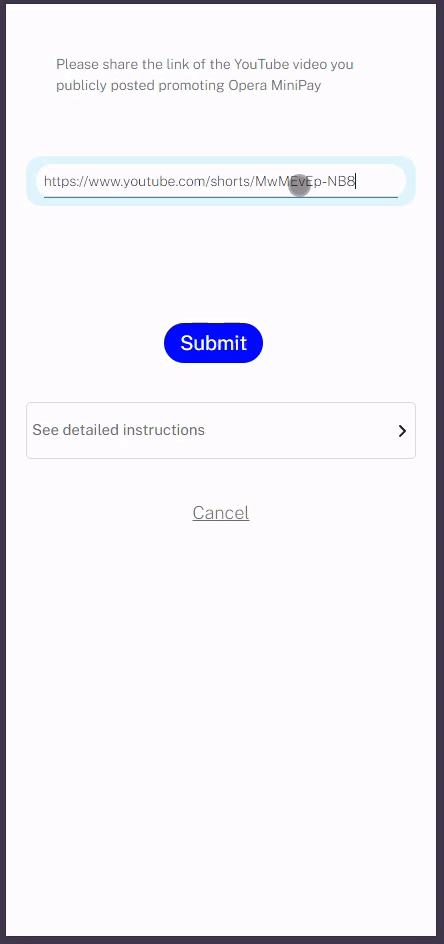 Please share the link of the YouTube video you
publicly posted promoting Opera MiniPay
https://www.youtube.com/shorts/MwMEvEp-NB8
Submit
See detailed instructions
Cancel